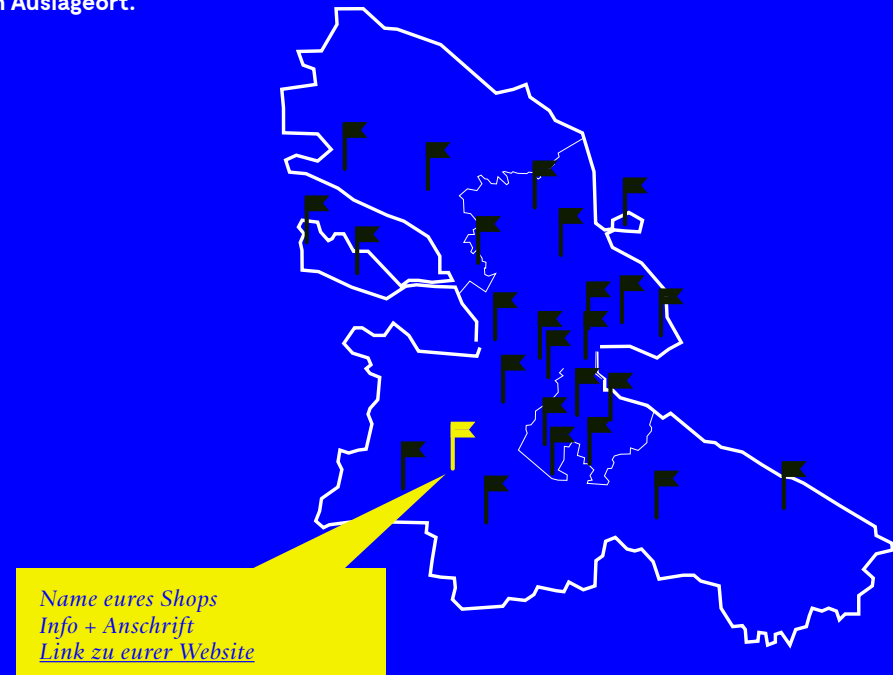 Auslageort.
Name eures Shops
Info + Anschrift
Link zu eurer Website